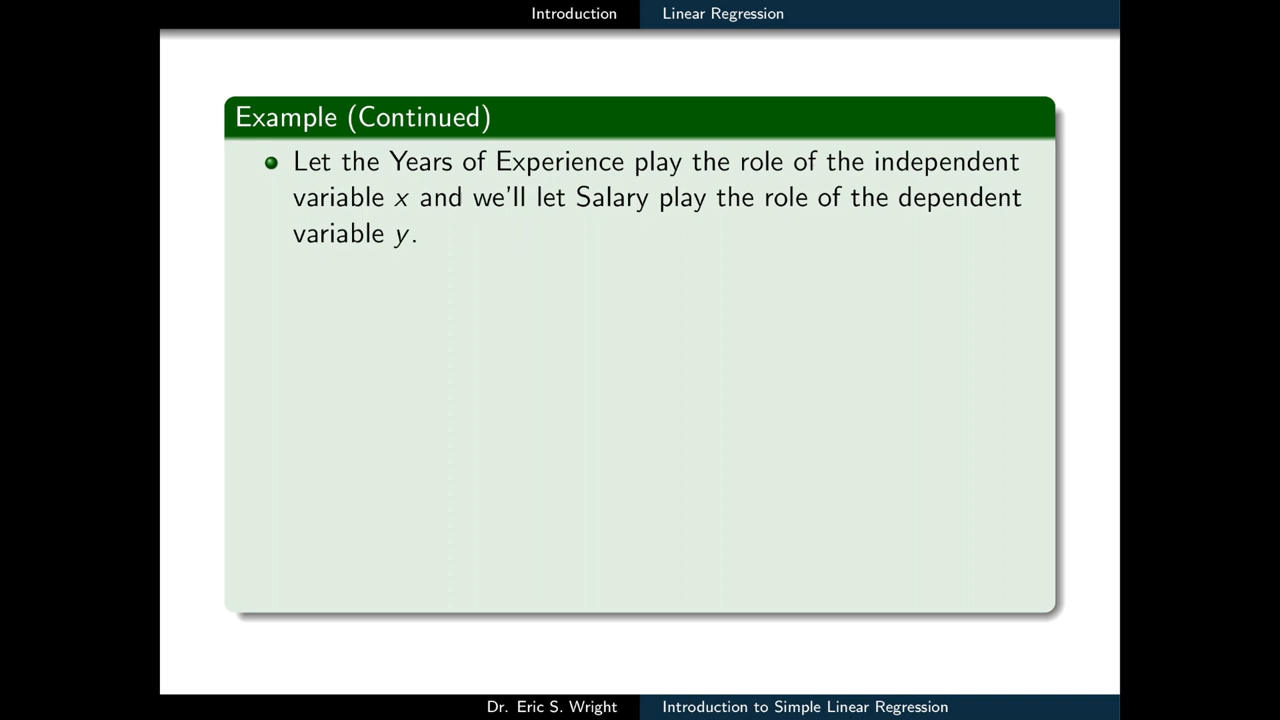 Introduction Linear Regression
Example (Continued)
Let the Years of Experience play the role of the independent
variable x and we'll let Salary play the role of the dependent
variable y.
Dr. Eric S. Wright Introduction to Simple Linear Regression